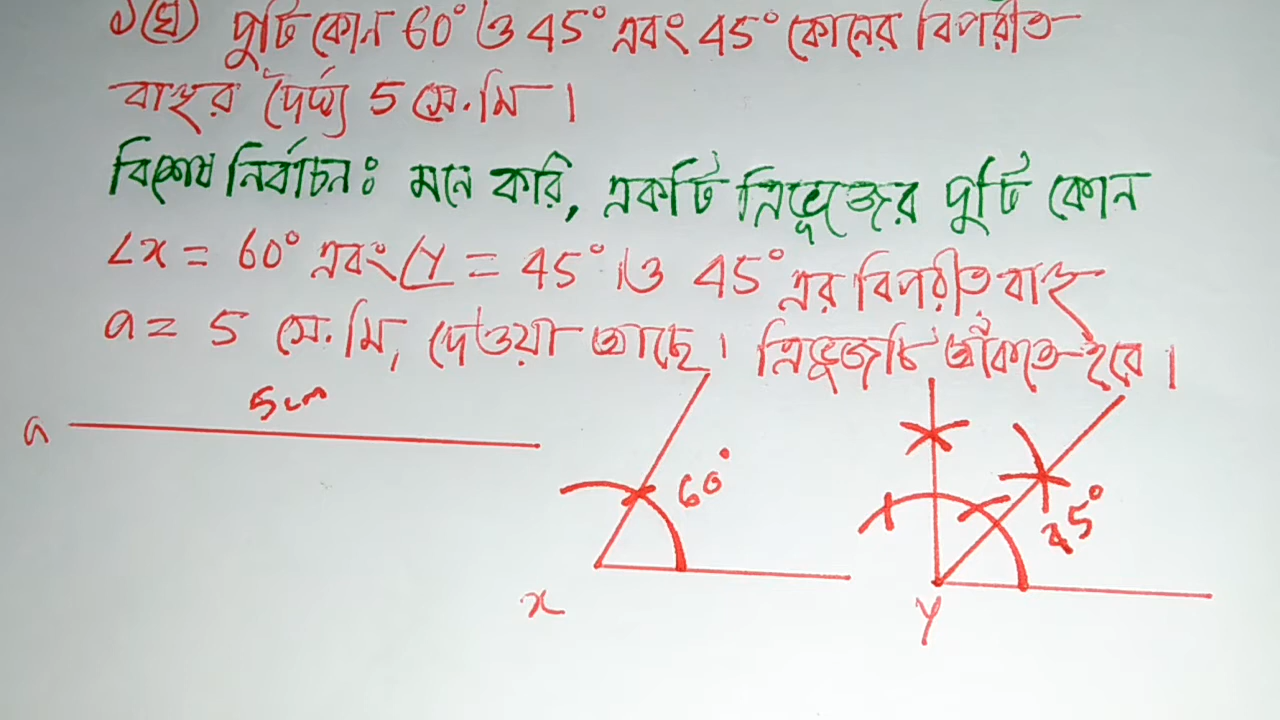 ১(ঘ) দুটি কোন 60° ও 45° এবং 45° কোনের বিপরীত
বাহুর দৈর্ঘ্য 5 সে.মি।
বিশেষ নির্বাচন: মনে করি, একটি ত্রিভুজের দুটি কোন
∠x = 60° এবং ∠y = 45° ও 45° এর বিপরীত বাহু
a = 5 সে.মি, দেওয়া আছে। ত্রিভুজটি আঁকতে হবে।
a 5cm
60° 45°
x y